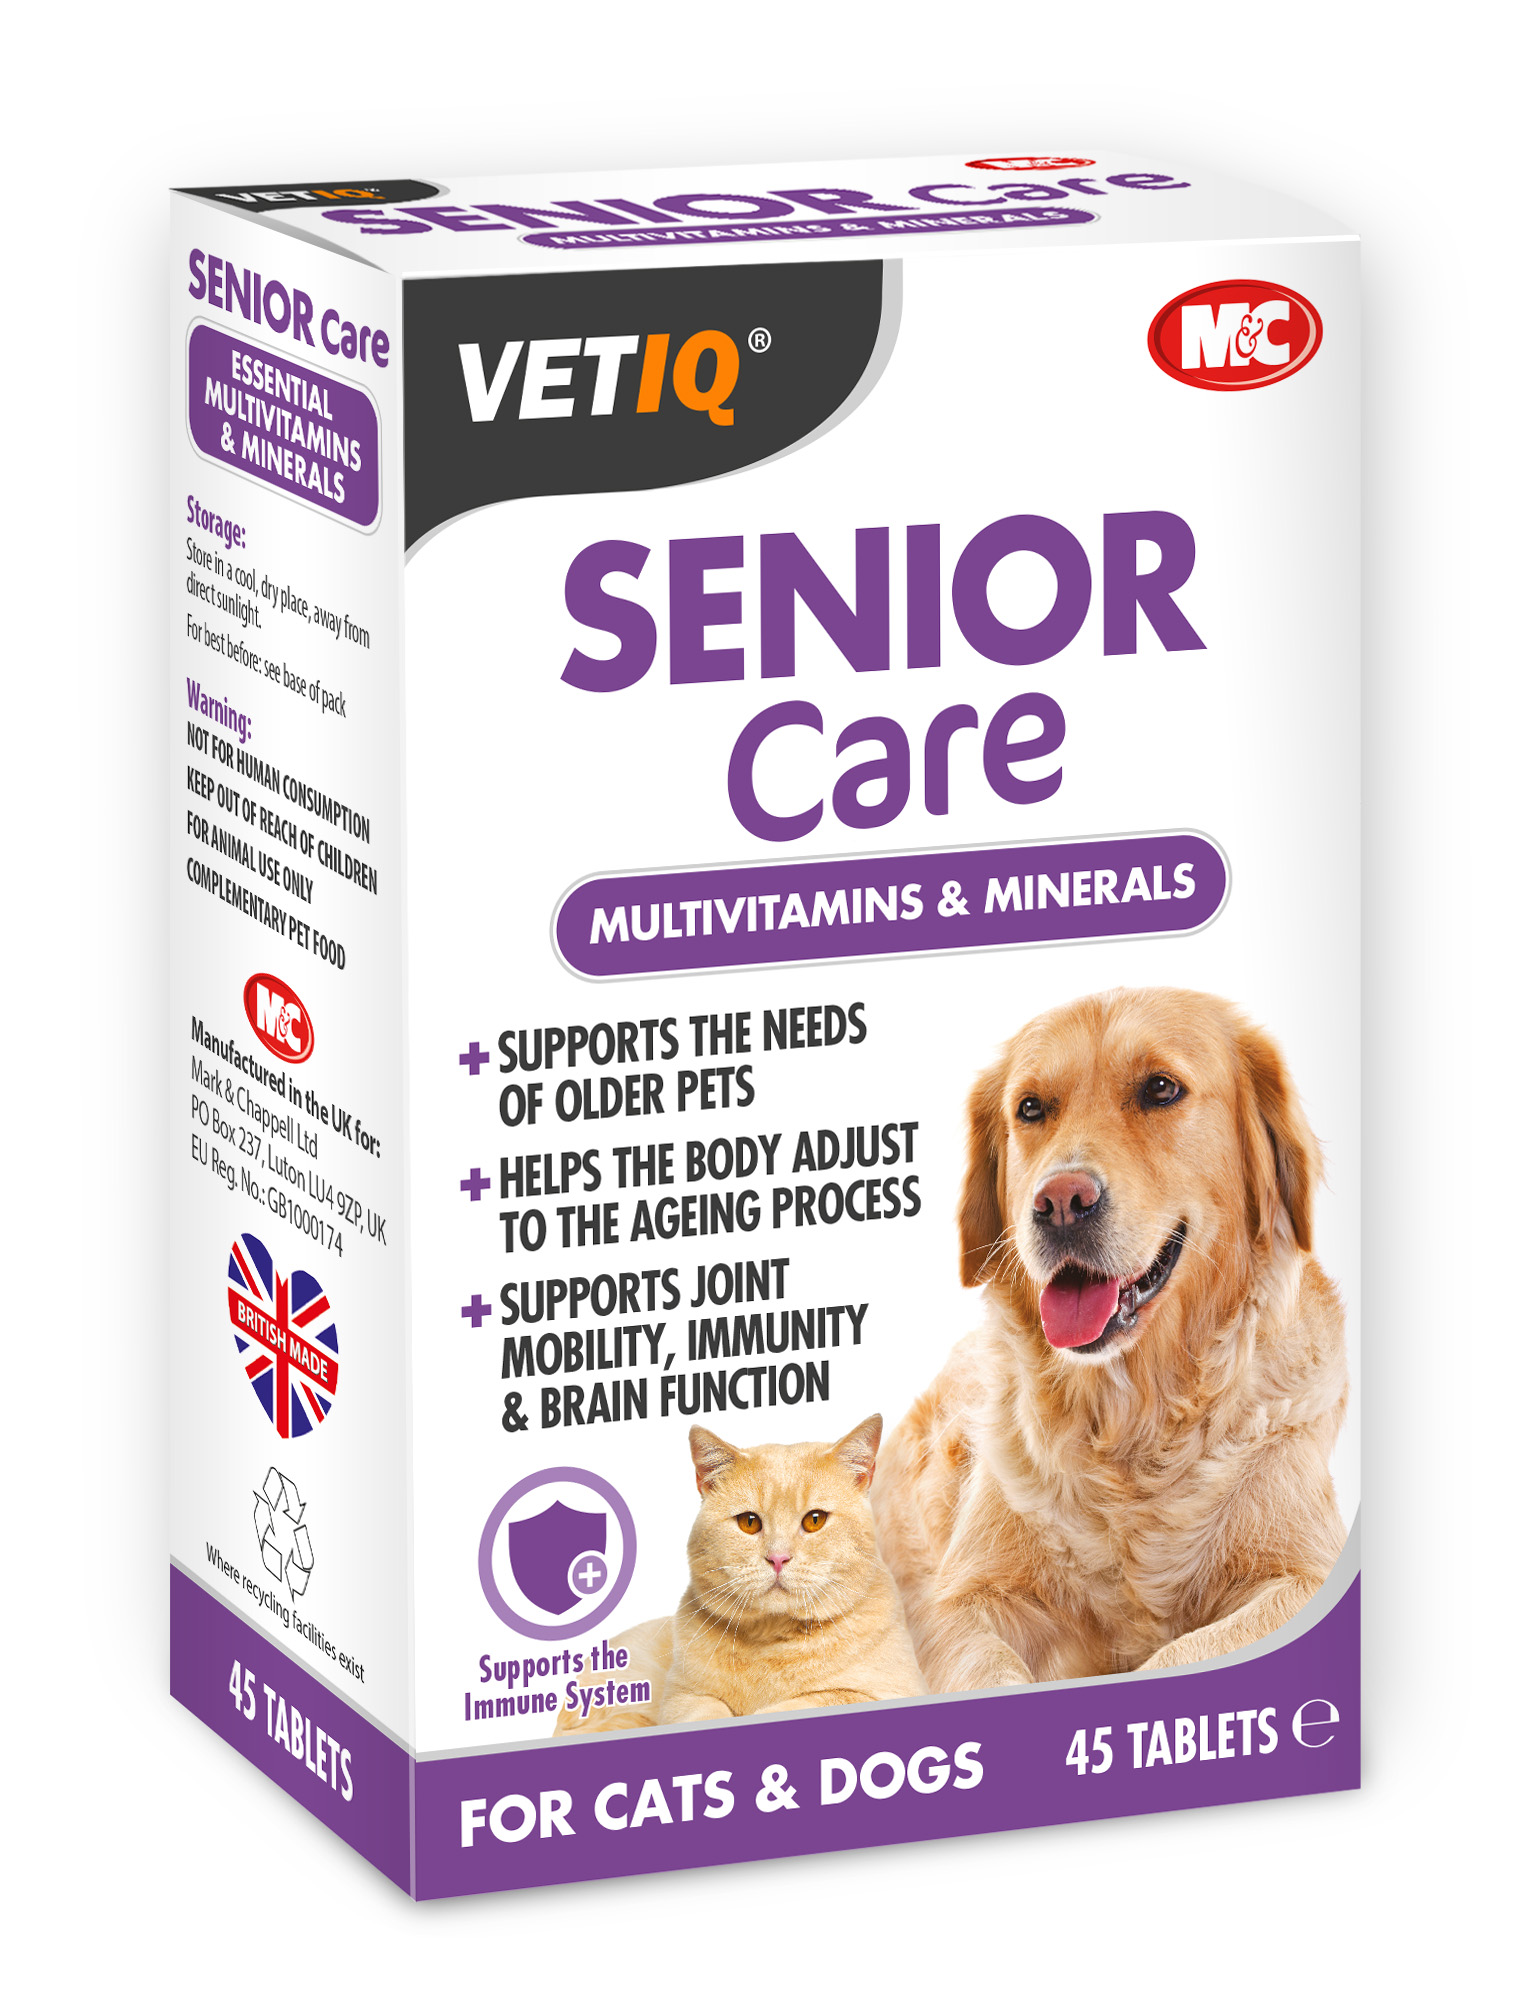 VETIQ®
SENIOR Care
M&C
MULTIVITAMINS & MINERALS
SENIOR Care
ESSENTIAL
MULTIVITAMINS
& MINERALS
Storage:
Store in a cool, dry place, away from
direct sunlight.
For best before: see base of pack
Warning:
NOT FOR HUMAN CONSUMPTION
KEEP OUT OF REACH OF CHILDREN
FOR ANIMAL USE ONLY
COMPLEMENTARY PET FOOD
M&C
Manufactured in the UK for:
Mark & Chappell Ltd
PO Box 237, Luton LU4 9ZP, UK
EU Reg. No.: GB1000174
BRITISH MADE
Where recycling facilities exist
45 TABLETS
VETIQ®
M&C
SENIOR
Care
MULTIVITAMINS & MINERALS
+ SUPPORTS THE NEEDS
OF OLDER PETS
+ HELPS THE BODY ADJUST
TO THE AGEING PROCESS
+ SUPPORTS JOINT
MOBILITY, IMMUNITY
& BRAIN FUNCTION
+
Supports the
Immune System
FOR CATS & DOGS
45 TABLETS ℮